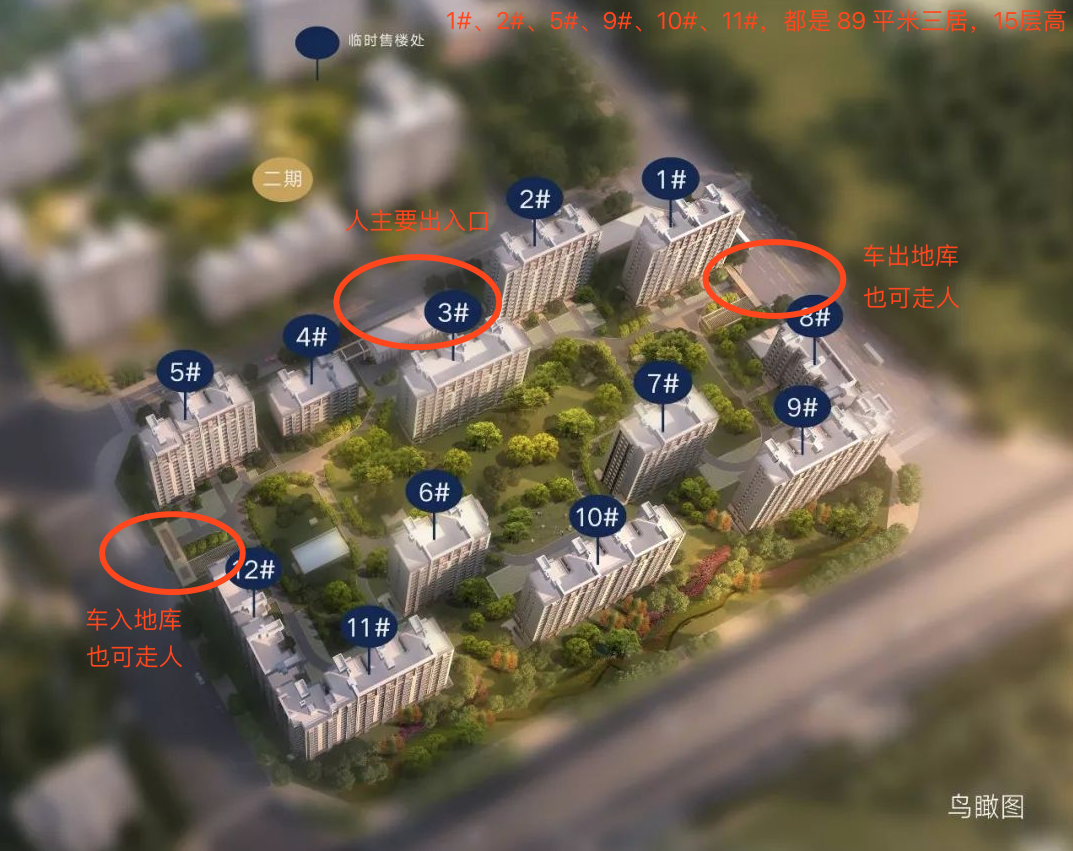 1#、2#、5#、9#、10#、11#，都是 89 平米三居，15层高
临时售楼处
二期
1#
2#
人主要出入口
车出地库
也可走人
3#
8#
4#
5#
7#
9#
6#
10#
12#
车入地库
也可走人
11#
鸟瞰图